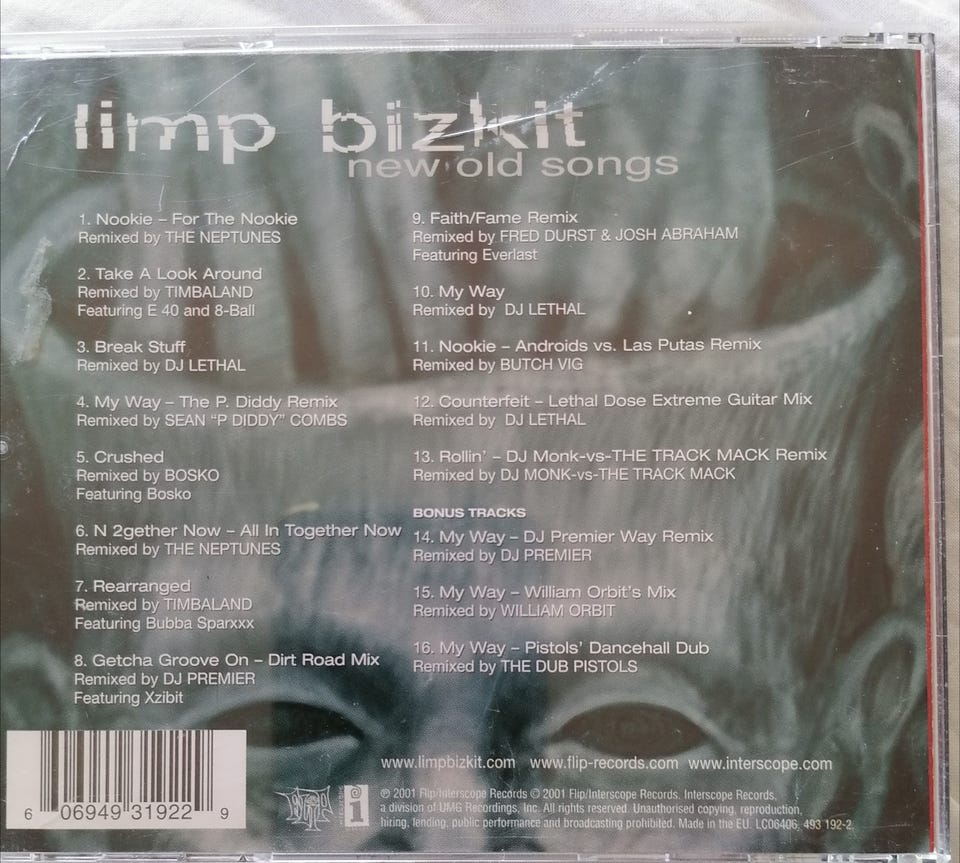 limp bizkit
new old songs
1. Nookie – For The Nookie
Remixed by THE NEPTUNES
2. Take A Look Around
Remixed by TIMBALAND
Featuring E 40 and 8-Ball
3. Break Stuff
Remixed by DJ LETHAL
4. My Way – The P. Diddy Remix
Remixed by SEAN “P DIDDY” COMBS
5. Crushed
Remixed by BOSKO
Featuring Bosko
6. N 2gether Now – All In Together Now
Remixed by THE NEPTUNES
7. Rearranged
Remixed by TIMBALAND
Featuring Bubba Sparxxx
8. Getcha Groove On – Dirt Road Mix
Remixed by DJ PREMIER
Featuring Xzibit
9. Faith/Fame Remix
Remixed by FRED DURST & JOSH ABRAHAM
Featuring Everlast
10. My Way
Remixed by DJ LETHAL
11. Nookie – Androids vs. Las Putas Remix
Remixed by BUTCH VIG
12. Counterfeit – Lethal Dose Extreme Guitar Mix
Remixed by DJ LETHAL
13. Rollin’ – DJ Monk-vs-THE TRACK MACK Remix
Remixed by DJ MONK-vs-THE TRACK MACK
BONUS TRACKS
14. My Way – DJ Premier Way Remix
Remixed by DJ PREMIER
15. My Way – William Orbit’s Mix
Remixed by WILLIAM ORBIT
16. My Way – Pistols’ Dancehall Dub
Remixed by THE DUB PISTOLS
www.limpbizkit.com www.flip-records.com www.interscope.com
6 06949 31922 9
℗ 2001 Flip/Interscope Records © 2001 Flip/Interscope Records. Interscope Records,
a division of UMG Recordings, Inc. All rights reserved. Unauthorised copying, reproduction,
hiring, lending, public performance and broadcasting prohibited. Made in the EU. LC06406, 493 192-2